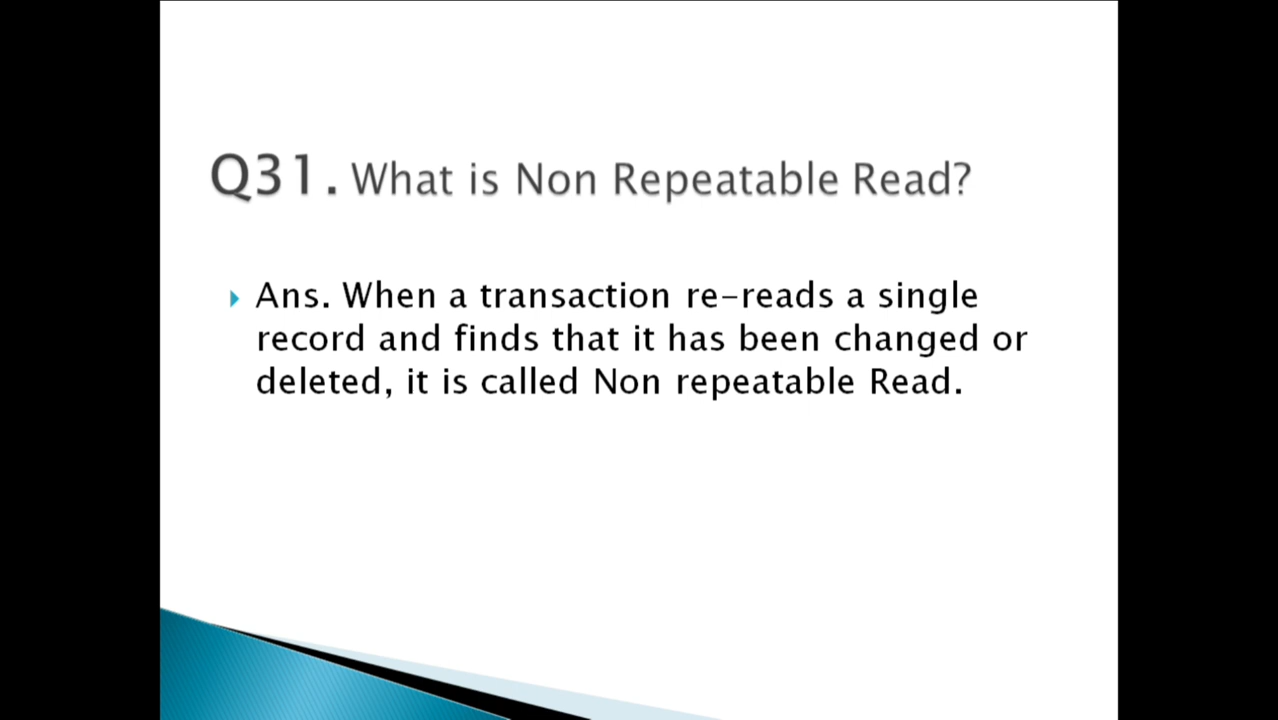 Q31. What is Non Repeatable Read?
Ans. When a transaction re-reads a single
record and finds that it has been changed or
deleted, it is called Non repeatable Read.